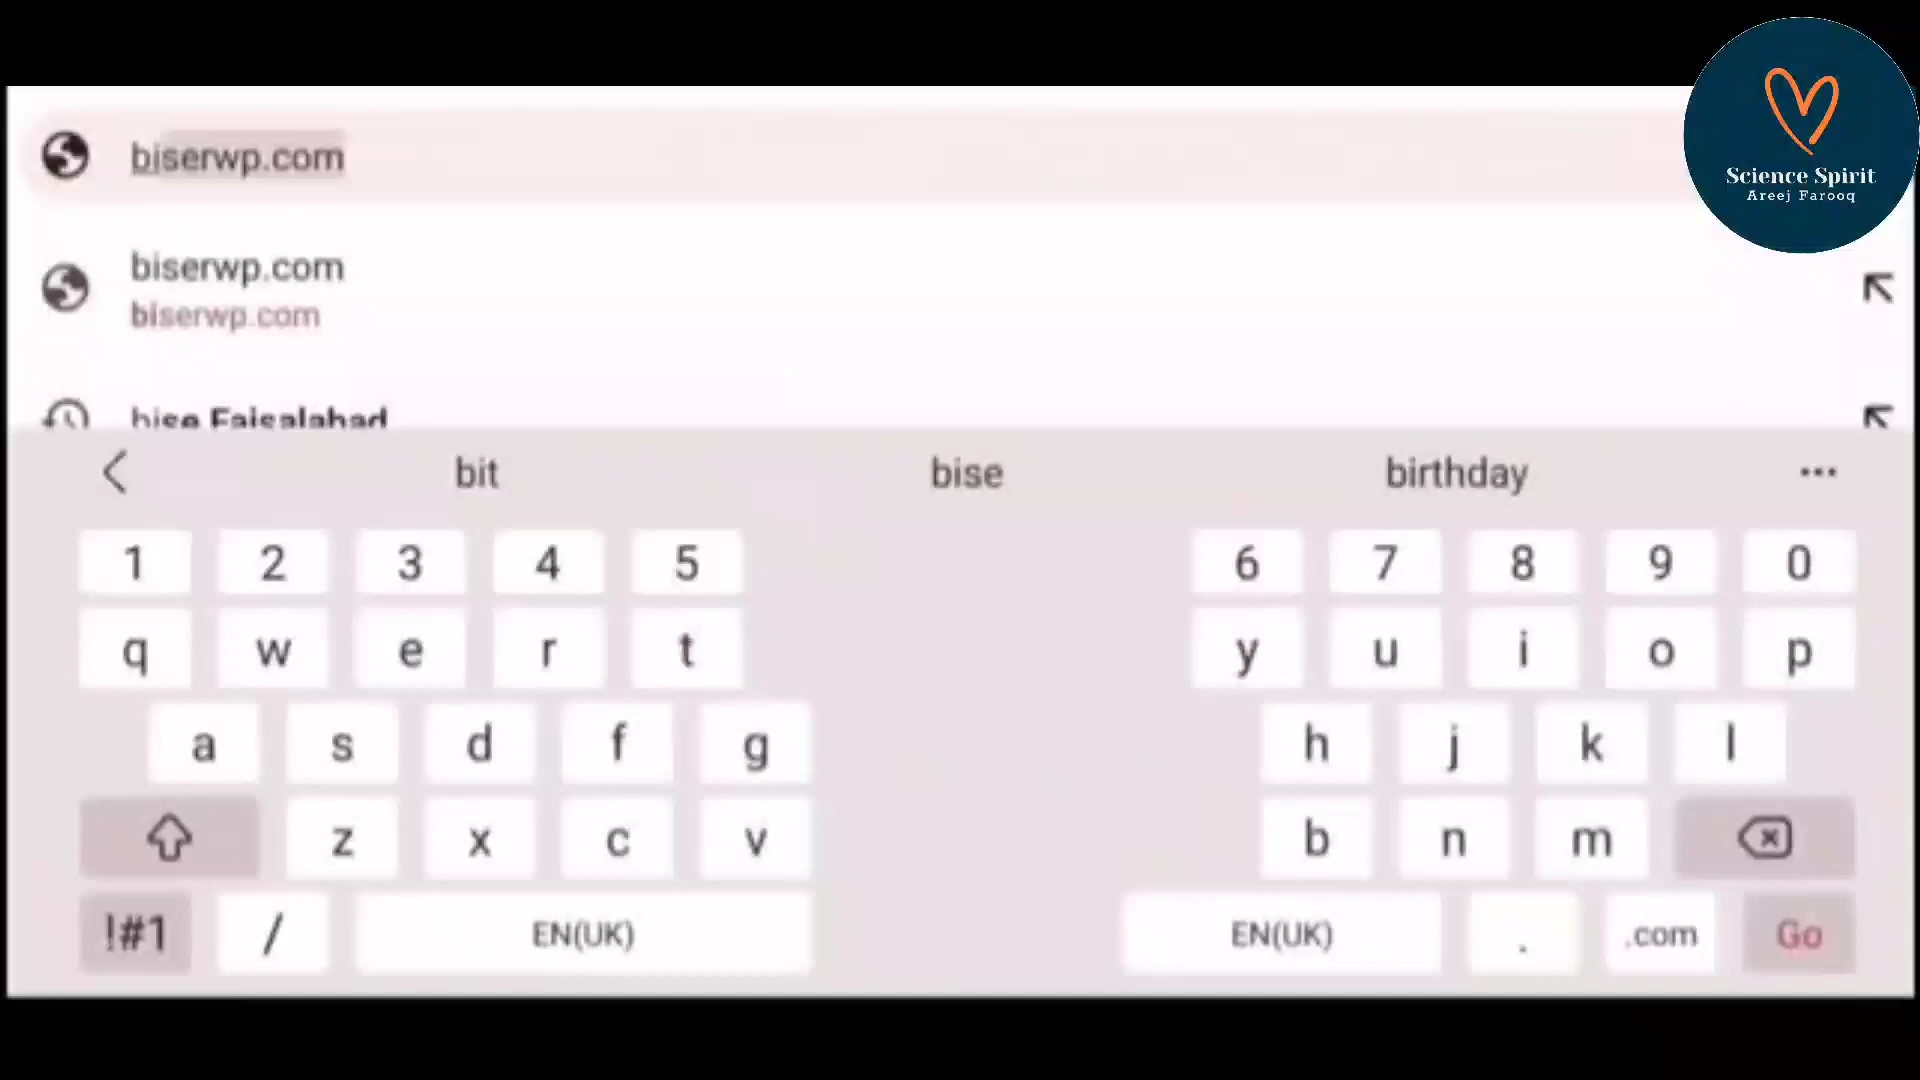 biserwp.com
Science Spirit
Areej Farooq
biserwp.com
biserwp.com
bise Faisalabad
bit bise birthday ...
1 2 3 4 5 6 7 8 9 0
q w e r t y u i o p
a s d f g h j k l
z x c v b n m
!#1 / EN(UK) EN(UK) . .com Go